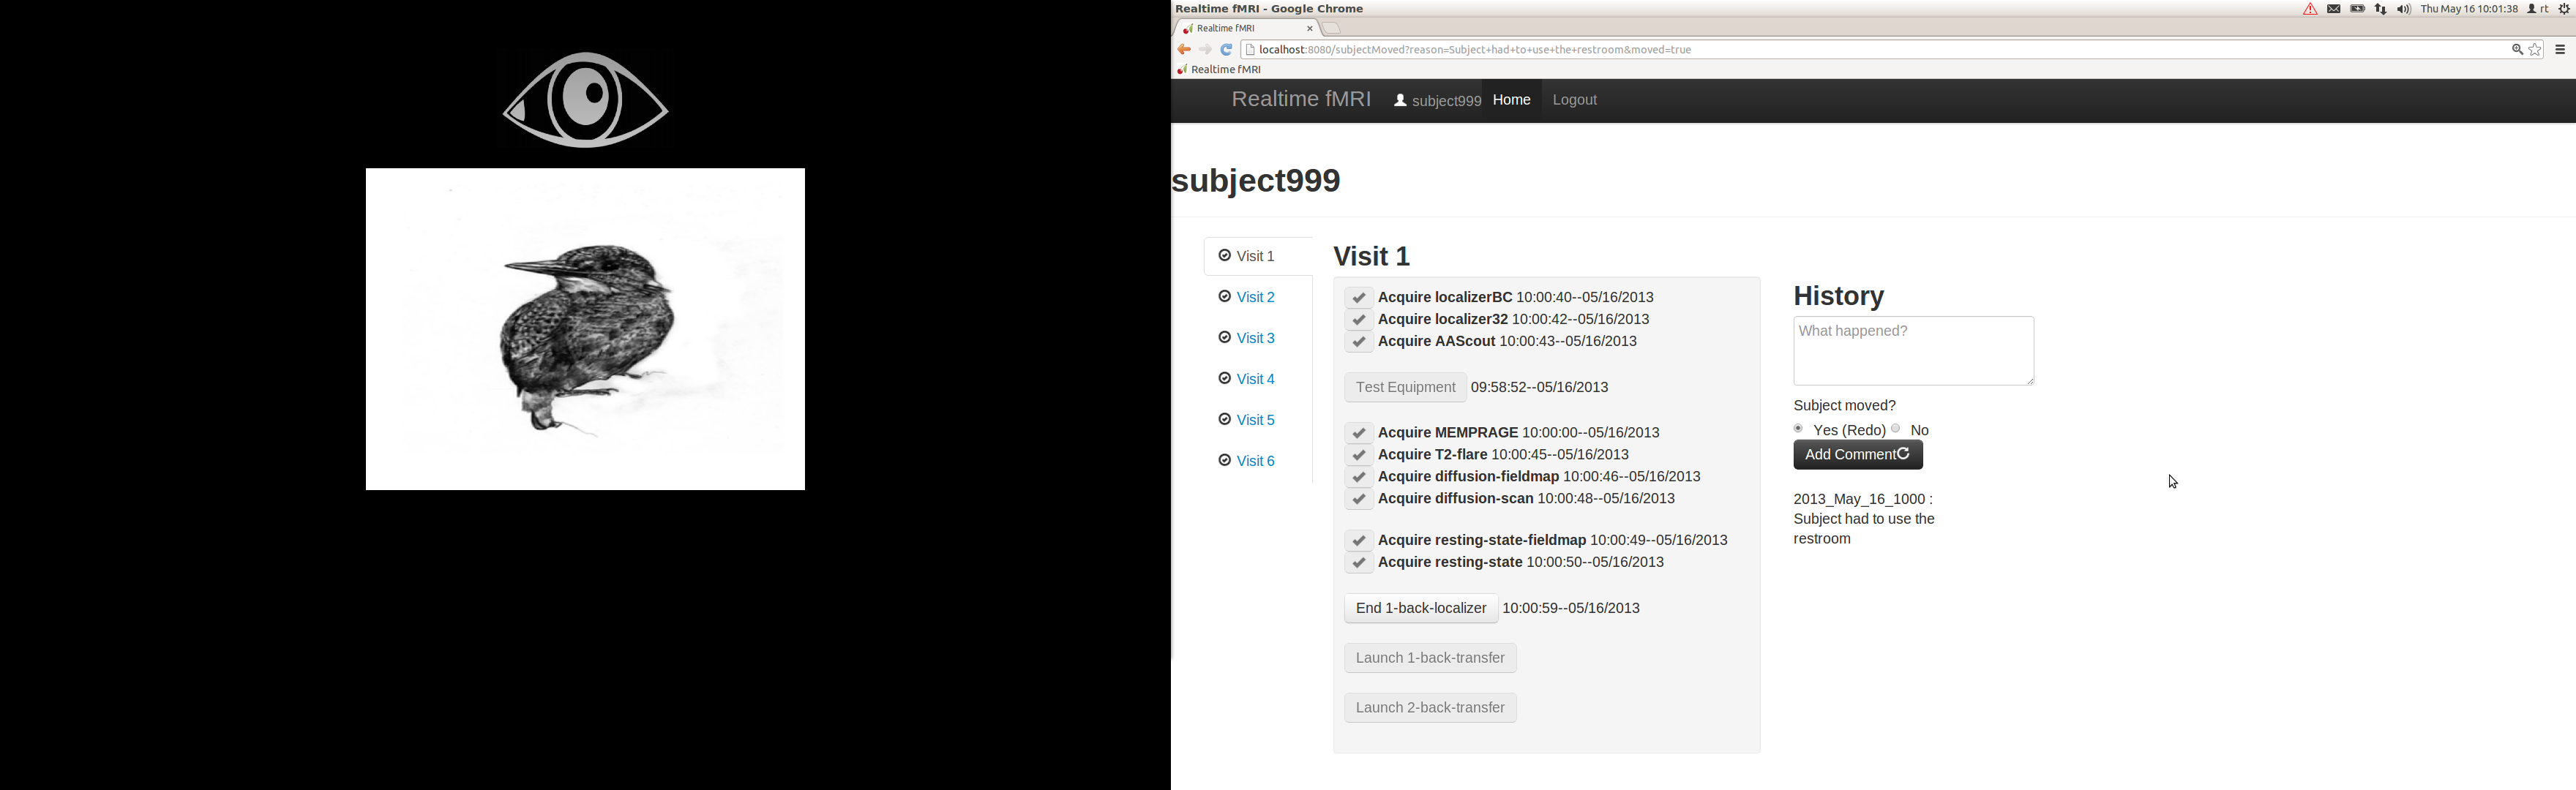 Realtime fMRI - Google Chrome
Thu May 16 10:01:38 rt
Realtime fMRI
localhost:8080/subjectMoved?reason=Subject+had+to+use+the+restroom&moved=true
Realtime fMRI
Realtime fMRI subject999 Home Logout
subject999
Visit 1
Visit 2
Visit 3
Visit 4
Visit 5
Visit 6
Visit 1
Acquire localizerBC 10:00:40--05/16/2013
Acquire localizer32 10:00:42--05/16/2013
Acquire AAScout 10:00:43--05/16/2013
Test Equipment 09:58:52--05/16/2013
Acquire MEMPRAGE 10:00:00--05/16/2013
Acquire T2-flare 10:00:45--05/16/2013
Acquire diffusion-fieldmap 10:00:46--05/16/2013
Acquire diffusion-scan 10:00:48--05/16/2013
Acquire resting-state-fieldmap 10:00:49--05/16/2013
Acquire resting-state 10:00:50--05/16/2013
End 1-back-localizer 10:00:59--05/16/2013
Launch 1-back-transfer
Launch 2-back-transfer
History
What happened?
Subject moved?
Yes (Redo) No
Add Comment
2013_May_16_1000 :
Subject had to use the
restroom